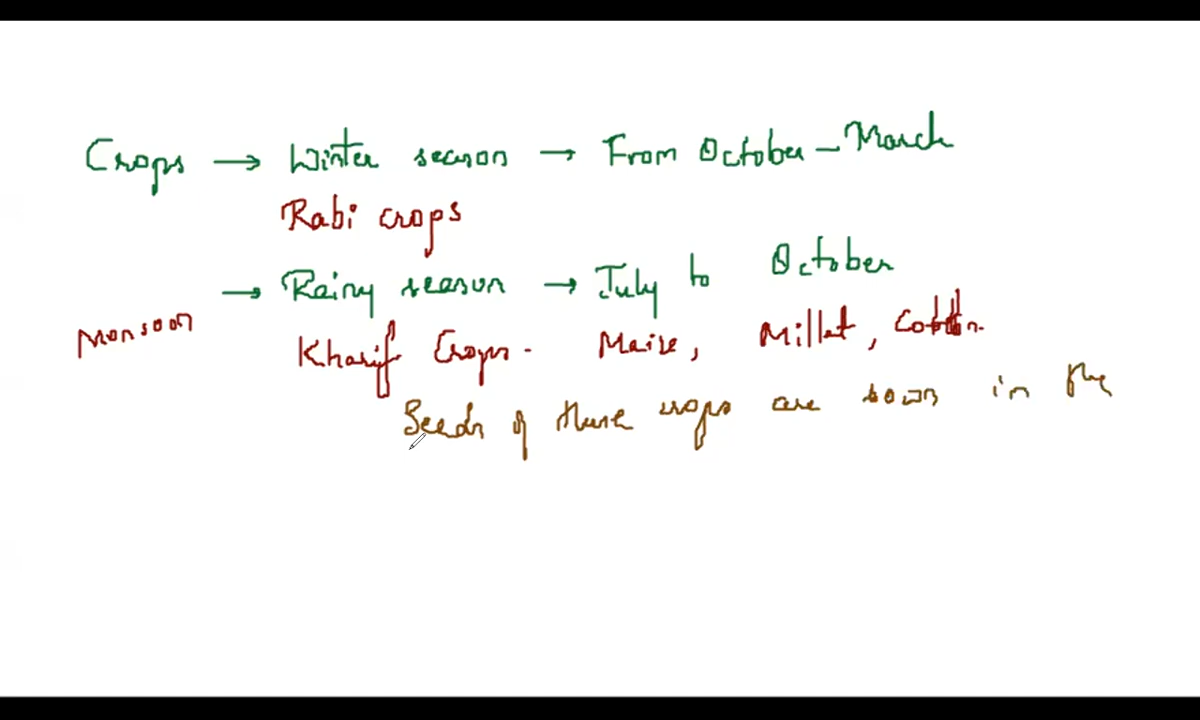 Crops → Winter season → From October – March
Rabi crops
→ Rainy season → July to October
Monsoon
Kharif Crops. Maize, Millet, Cotton.
Seeds of these crops are sown in the